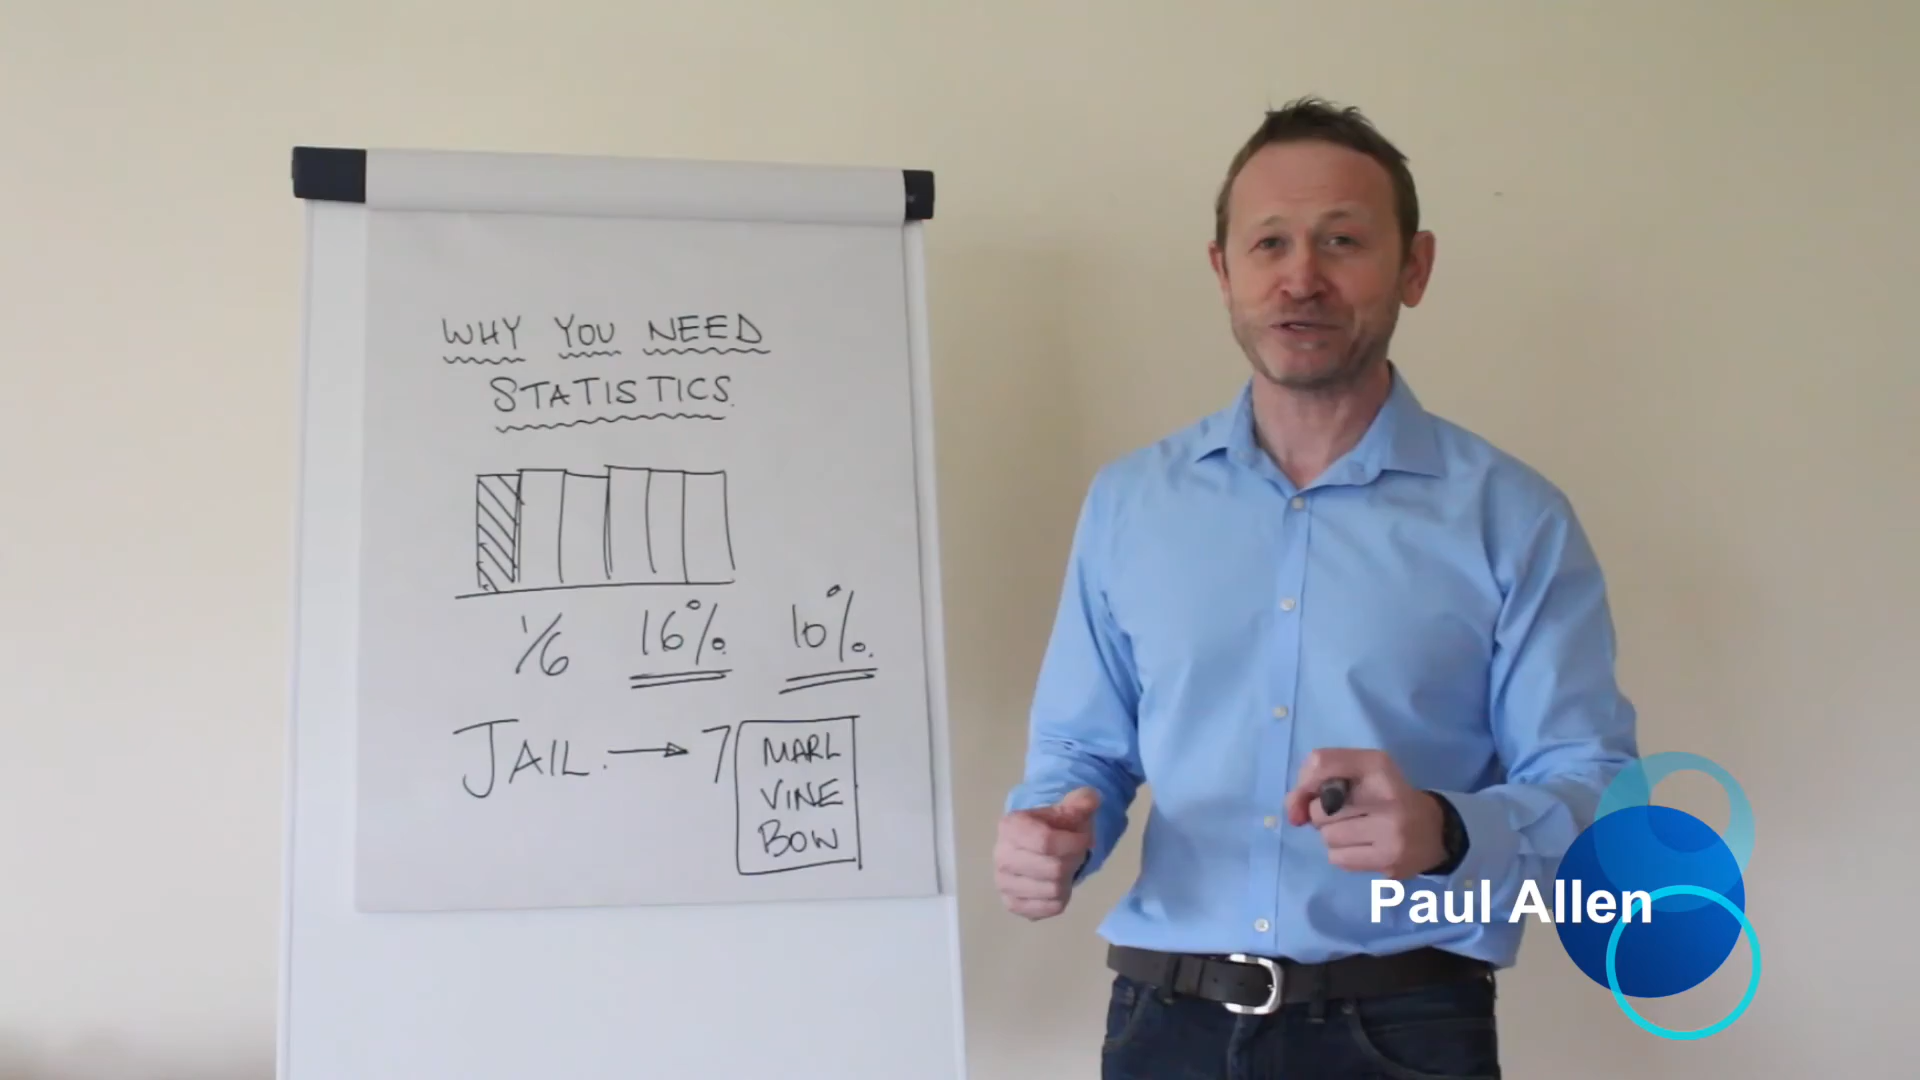 WHY YOU NEED
STATISTICS.
1/6 16% 10%.
JAIL. → 7
MARL
VINE
BOW
Paul Allen